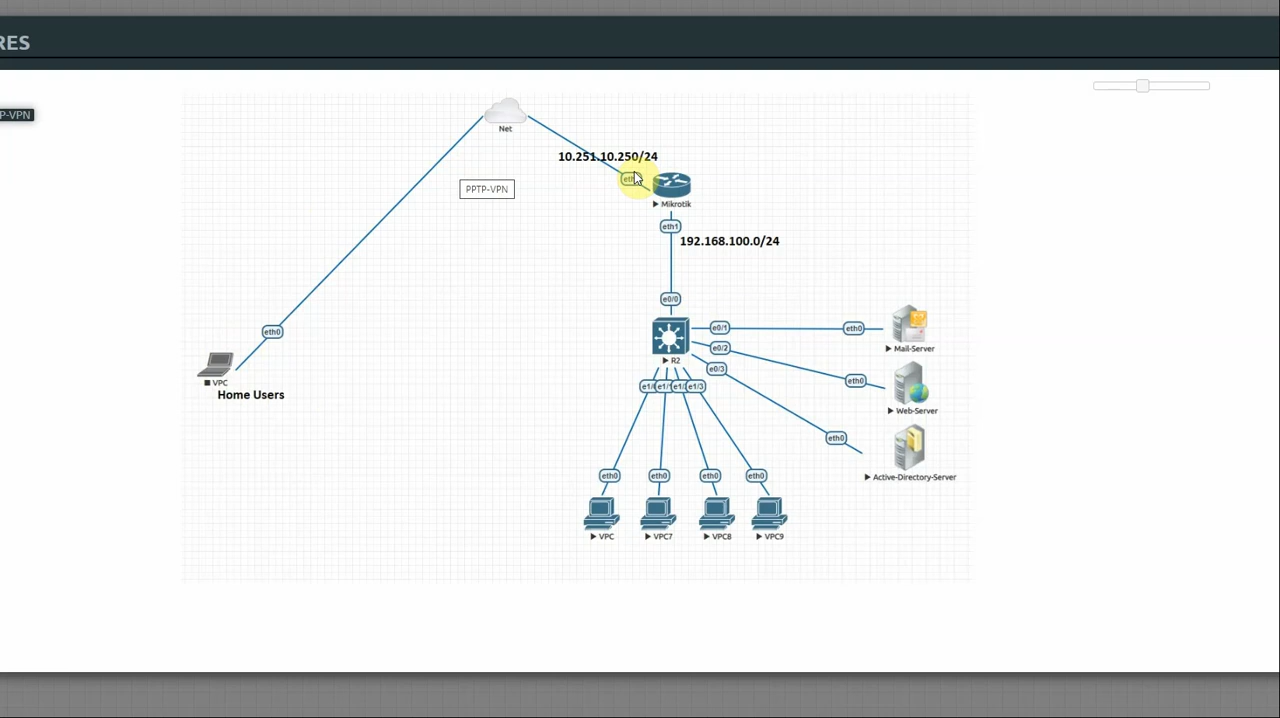 RES
P-VPN
Net
10.251.10.250/24
PPTP-VPN
Mikrotik
eth1
192.168.100.0/24
e0/0
eth0
e0/1
eth0
e0/2
Mail-Server
R2
e0/3
VPC
eth0
Home Users
e1/3
Web-Server
eth0
eth0
eth0
eth0
eth0
Active-Directory-Server
VPC
VPC7
VPC8
VPC9